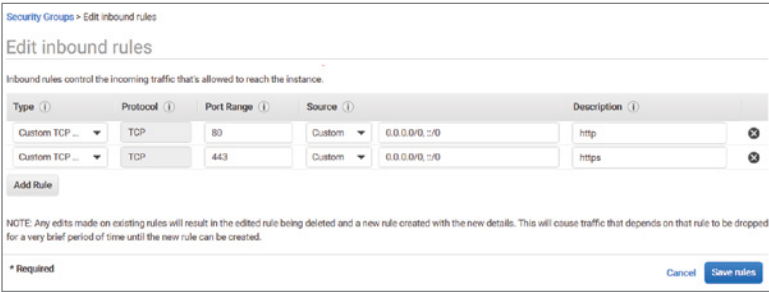 Security Groups > Edit inbound rules
Edit inbound rules
Inbound rules control the incoming traffic that's allowed to reach the instance.
Type Protocol Port Range Source Description
Custom TCP ... TCP 80 Custom 0.0.0.0/0, ::/0 http
Custom TCP ... TCP 443 Custom 0.0.0.0/0, ::/0 https
Add Rule
NOTE: Any edits made on existing rules will result in the edited rule being deleted and a new rule created with the new details. This will cause traffic that depends on that rule to be dropped
for a very brief period of time until the new rule can be created.
* Required Cancel Save rules